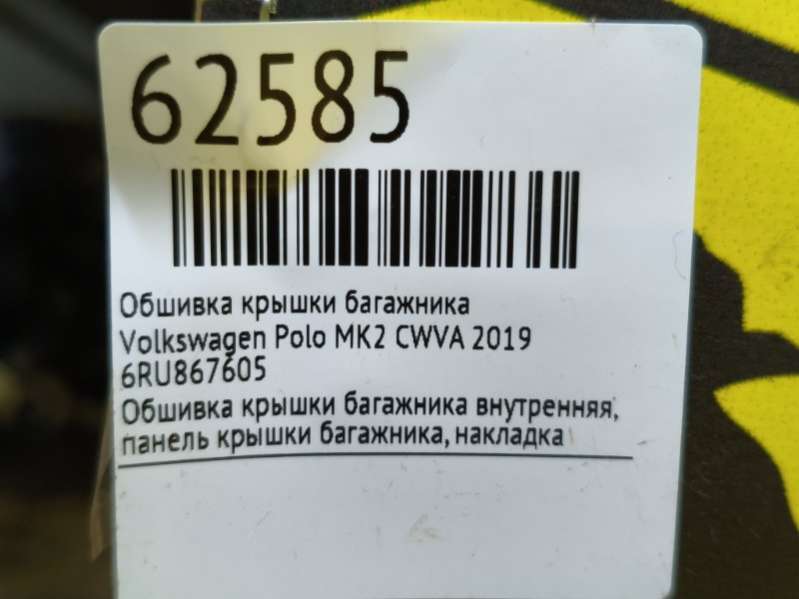 62585
Обшивка крышки багажника
Volkswagen Polo MK2 CWVA 2019
6RU867605
Обшивка крышки багажника внутренняя,
панель крышки багажника, накладка